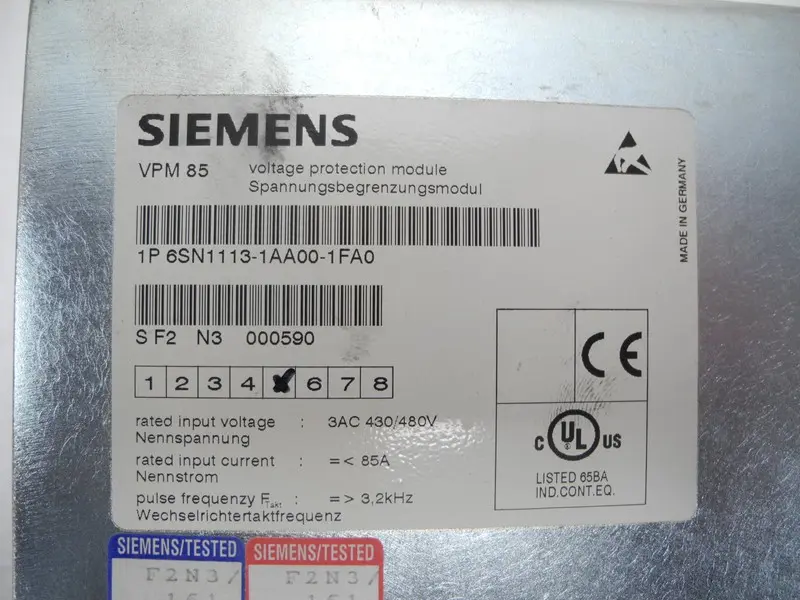 SIEMENS
VPM 85 voltage protection module
Spannungsbegrenzungsmodul
MADE IN GERMANY
1P 6SN1113-1AA00-1FA0
S F2 N3 000590
1 2 3 4 6 7 8
CE
rated input voltage : 3AC 430/480V
Nennspannung
rated input current : =< 85A
Nennstrom
pulse frequenzy FTakt : => 3,2kHz
Wechselrichtertaktfrequenz
c UL US
LISTED 65BA
IND.CONT.EQ.
SIEMENS/TESTED SIEMENS/TESTED
F2N3/ F2N3/